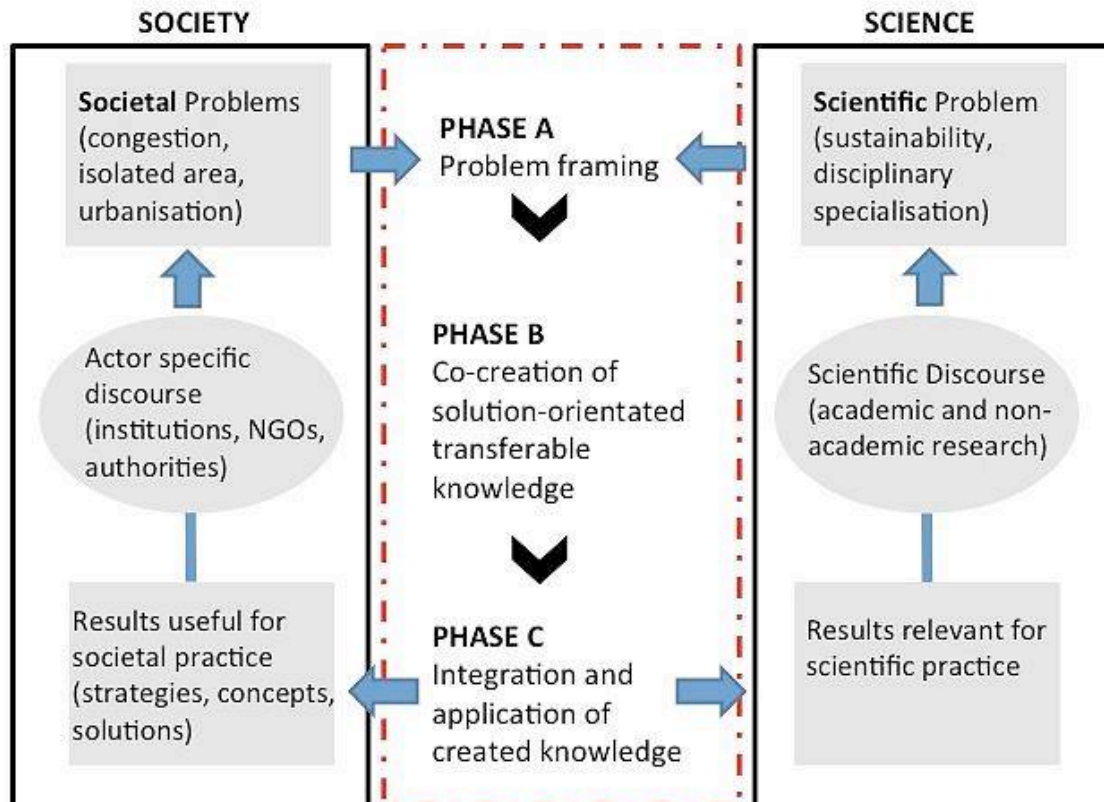 SOCIETY
Societal Problems
(congestion,
isolated area,
urbanisation)
Actor specific
discourse
(institutions, NGOs,
authorities)
Results useful for
societal practice
(strategies, concepts,
solutions)
PHASE A
Problem framing
PHASE B
Co-creation of
solution-orientated
transferable
knowledge
PHASE C
Integration and
application of
created knowledge
SCIENCE
Scientific Problem
(sustainability,
disciplinary
specialisation)
Scientific Discourse
(academic and non-
academic research)
Results relevant for
scientific practice